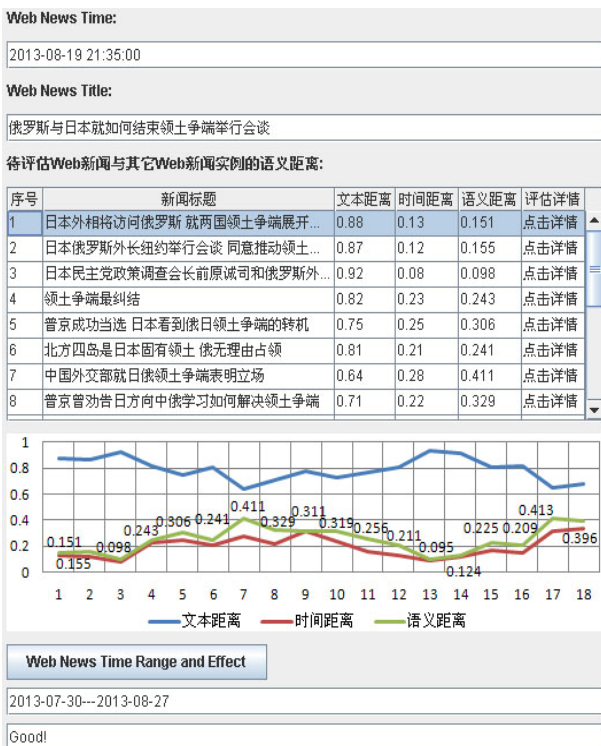 Web News Time:
2013-08-19 21:35:00
Web News Title:
俄罗斯与日本就如何结束领土争端举行会谈
待评估Web新闻与其它Web新闻实例的语义距离:
序号 新闻标题 文本距离 时间距离 语义距离 评估详情
1 日本外相将访问俄罗斯 就两国领土争端展开... 0.88 0.13 0.151 点击详情
2 日本俄罗斯外长纽约举行会谈 同意推动领土... 0.87 0.12 0.155 点击详情
3 日本民主党政策调查会长前原诚司和俄罗斯外... 0.92 0.08 0.098 点击详情
4 领土争端最纠结 0.82 0.23 0.243 点击详情
5 普京成功当选 日本看到俄日领土争端的转机 0.75 0.25 0.306 点击详情
6 北方四岛是日本固有领土 俄无理由占领 0.81 0.21 0.241 点击详情
7 中国外交部就日俄领土争端表明立场 0.64 0.28 0.411 点击详情
8 普京曾劝告日方向中俄学习如何解决领土争端 0.71 0.22 0.329 点击详情
1
0.8
0.6
0.4
0.2
0
0.151
0.155
0.098
0.243
0.306
0.241
0.411
0.329
0.311
0.319
0.256
0.211
0.095
0.124
0.225
0.209
0.413
0.396
1 2 3 4 5 6 7 8 9 10 11 12 13 14 15 16 17 18
文本距离 时间距离 语义距离
Web News Time Range and Effect
2013-07-30---2013-08-27
Good!